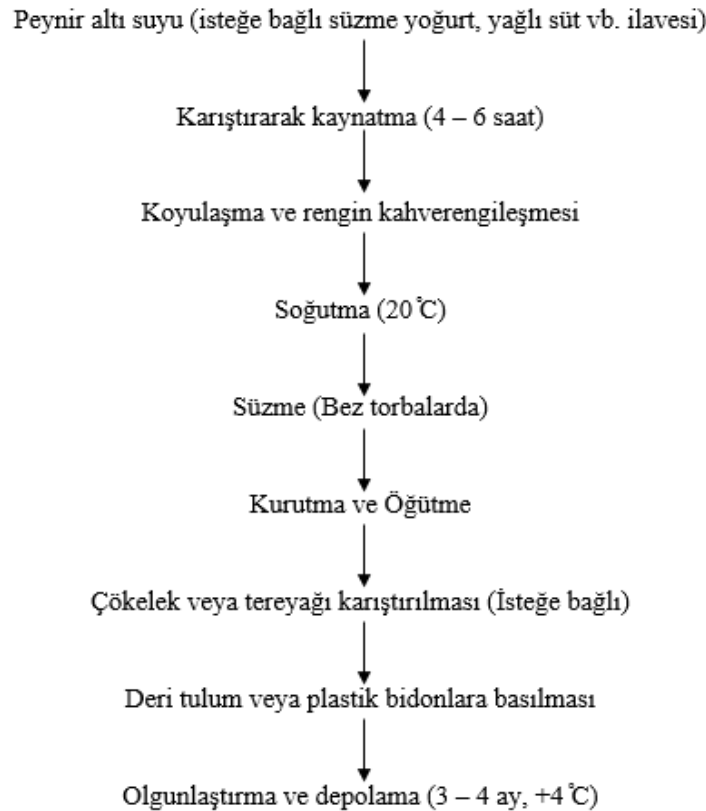 Peynir altı suyu (isteğe bağlı süzme yoğurt, yağlı süt vb. ilavesi)
Karıştırarak kaynatma (4 – 6 saat)
Koyulaşma ve rengin kahverengileşmesi
Soğutma (20 ̊C)
Süzme (Bez torbalarda)
Kurutma ve Öğütme
Çökelek veya tereyağı karıştırılması (İsteğe bağlı)
Deri tulum veya plastik bidonlara basılması
Olgunlaştırma ve depolama (3 – 4 ay, +4 ̊C)